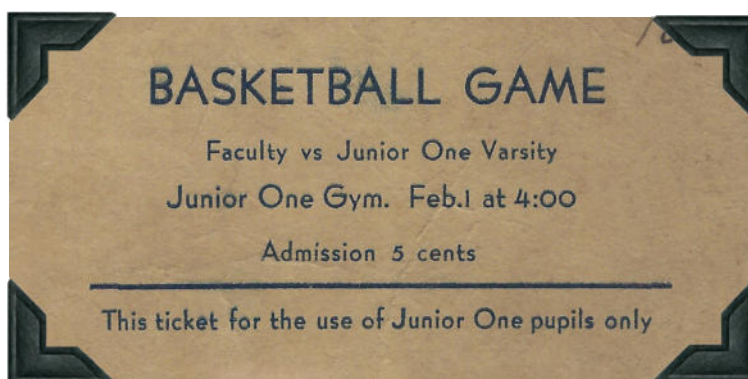 BASKETBALL GAME
Faculty vs Junior One Varsity
Junior One Gym. Feb.1 at 4:00
Admission 5 cents
This ticket for the use of Junior One pupils only